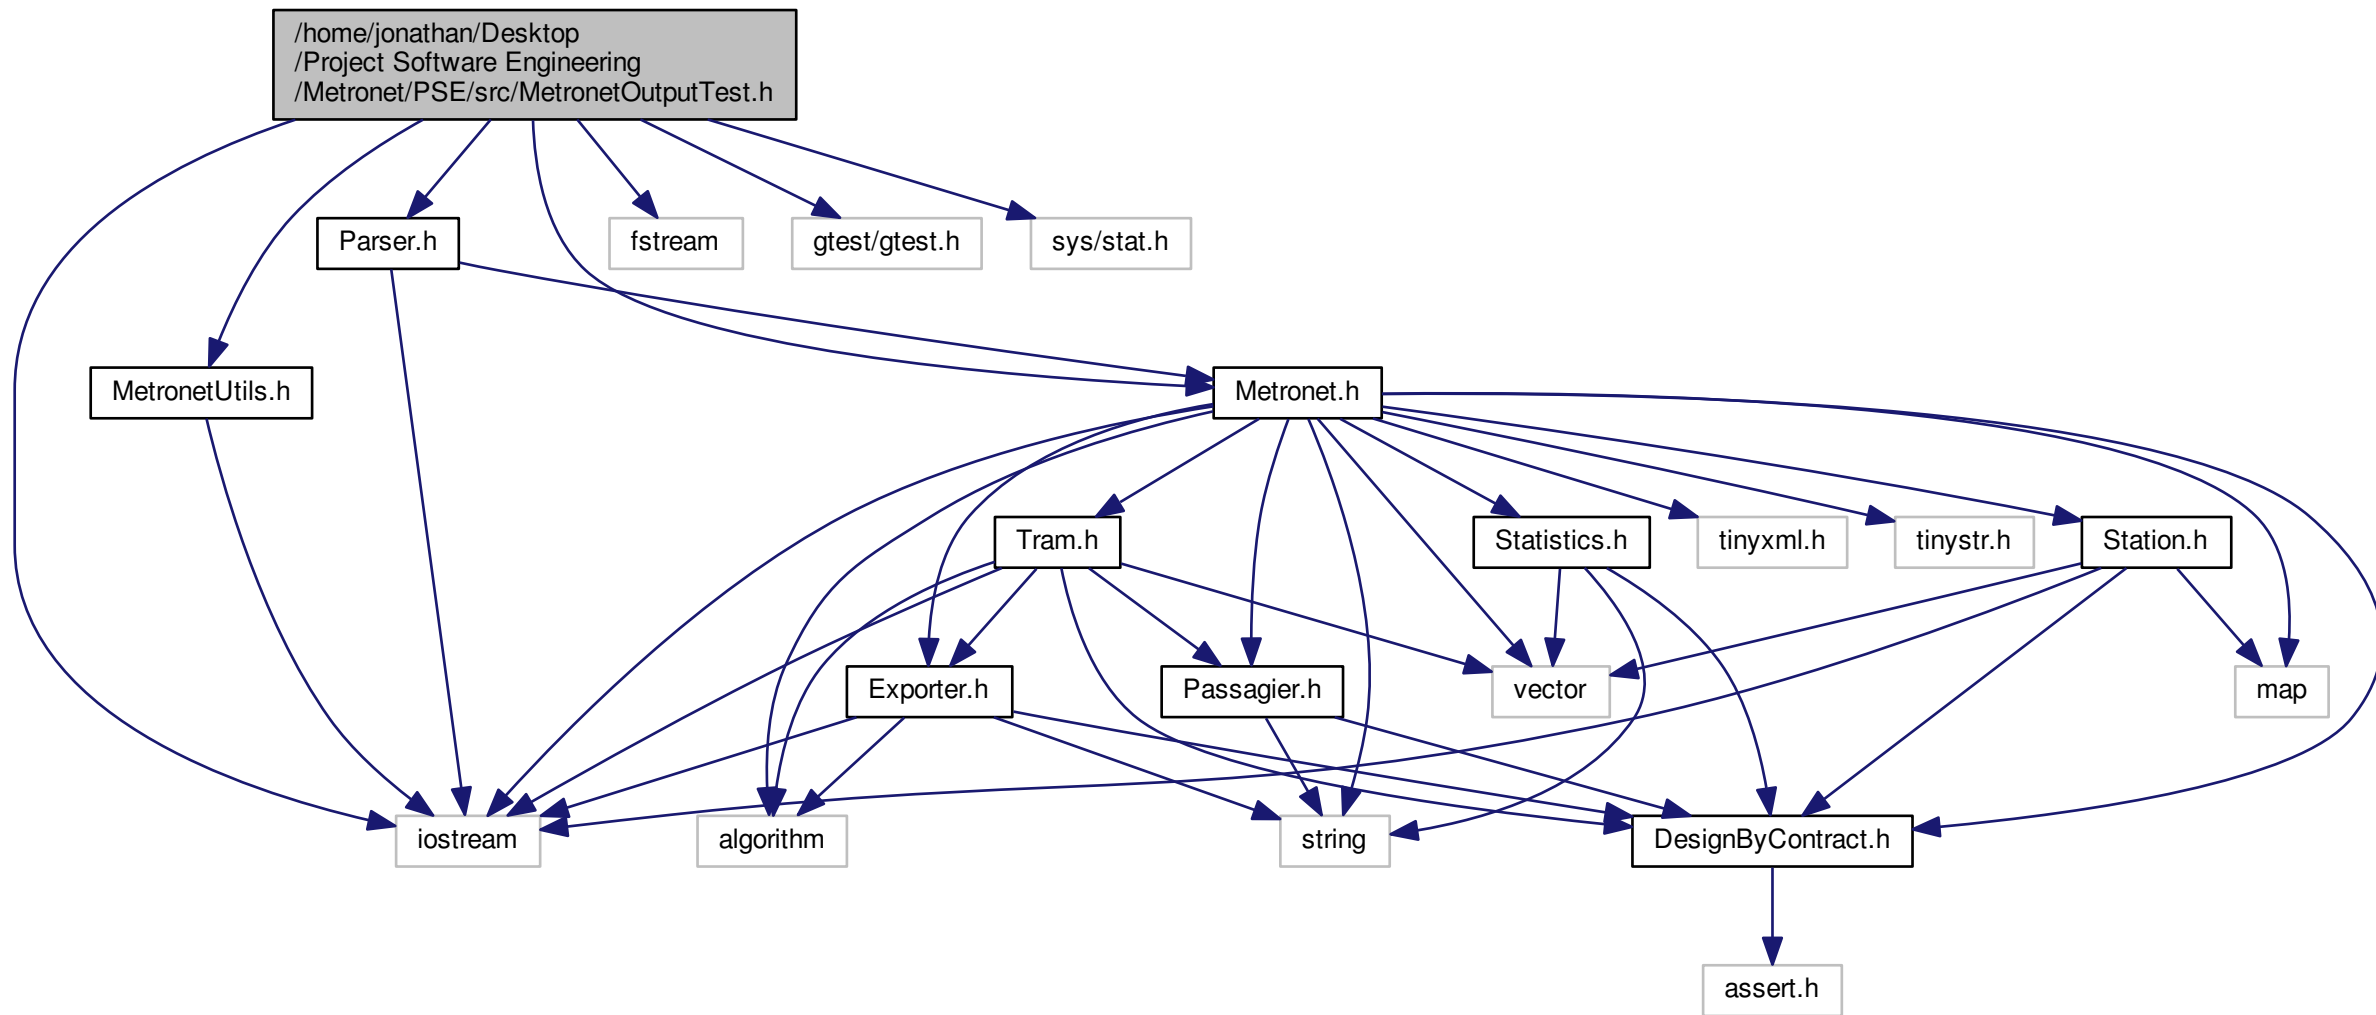 /home/jonathan/Desktop
/Project Software Engineering
/Metronet/PSE/src/MetronetOutputTest.h
Parser.h
fstream
gtest/gtest.h
sys/stat.h
MetronetUtils.h
Metronet.h
Tram.h
Statistics.h
tinyxml.h
tinystr.h
Station.h
Exporter.h
Passagier.h
vector
map
iostream
algorithm
string
DesignByContract.h
assert.h